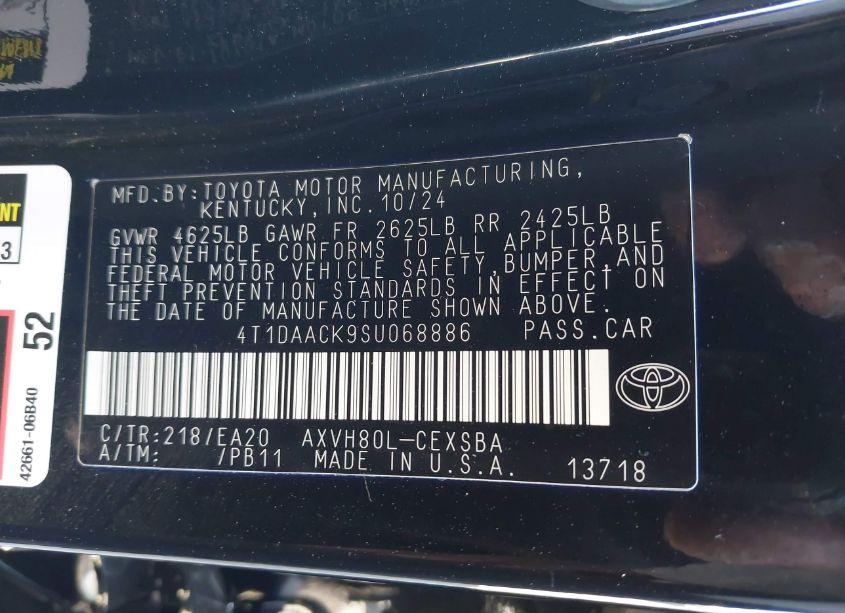 MFD.BY:TOYOTA MOTOR MANUFACTURING,
KENTUCKY,INC.10/24
GVWR 4625LB GAWR FR 2625LB RR 2425LB
THIS VEHICLE CONFORMS TO ALL APPLICABLE
FEDERAL MOTOR VEHICLE SAFETY,BUMPER,AND
THEFT PREVENTION STANDARDS IN EFFECT ON
THE DATE OF MANUFACTURE SHOWN ABOVE.
4T1DAACK9SU068886 PASS.CAR
C/TR:218/EA20 AXVH80L-CEXSBA
A/TM: /PB11 MADE IN U.S.A. 13718
52
42661-06B40